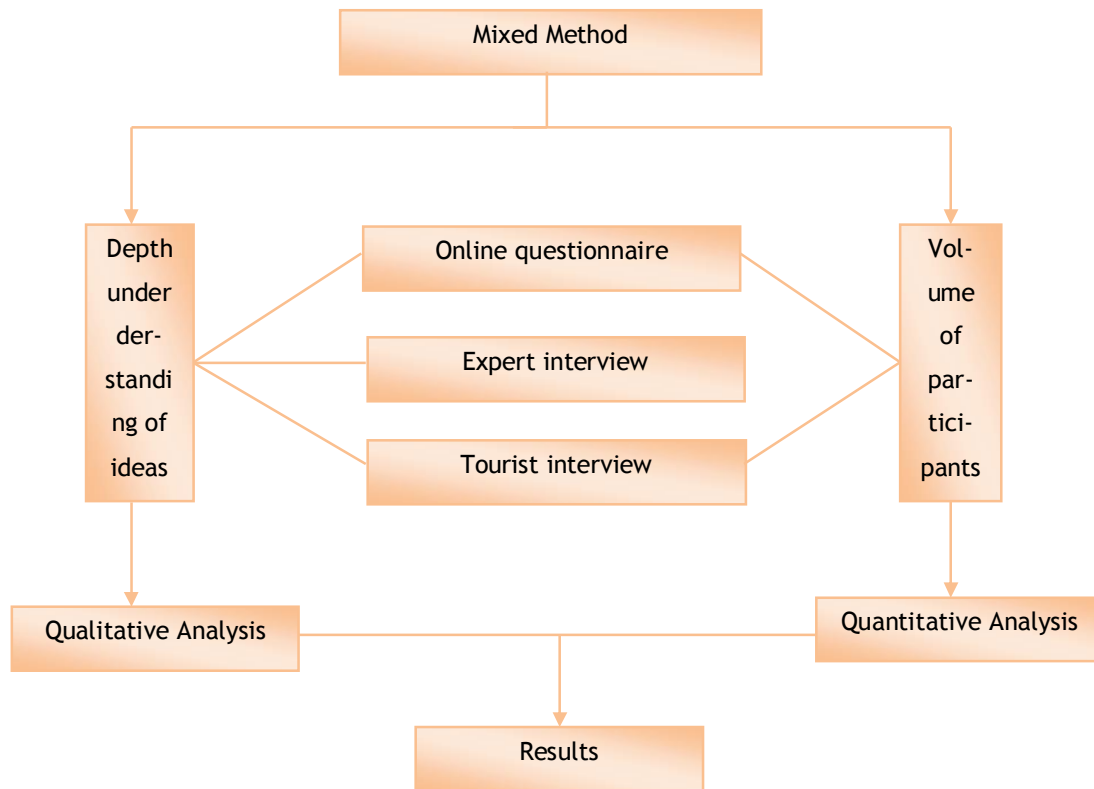 Mixed Method
Depth
under
der-
standi
ng of
ideas
Online questionnaire
Expert interview
Tourist interview
Vol-
ume
of
par-
tici-
pants
Qualitative Analysis
Quantitative Analysis
Results